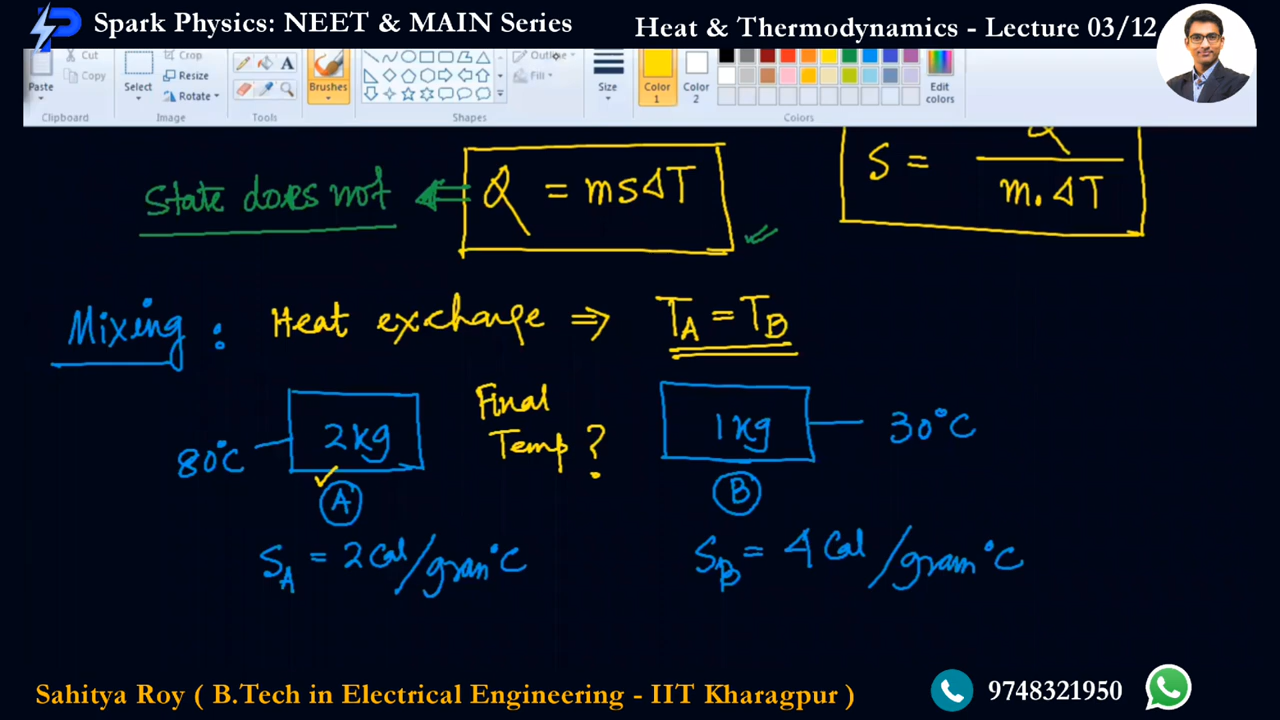 Spark Physics: NEET & MAIN Series
Heat & Thermodynamics - Lecture 03/12
Cut
Copy
Paste
Clipboard
Select
Crop
Resize
Rotate
Image
Tools
Brushes
Outline
Fill
Shapes
Size
Color 1
Color 2
Edit colors
Colors
State does not
Q = msΔT
S = Q / m.ΔT
Mixing : Heat exchange ⇒ TA = TB
80°C 2kg
Final Temp ?
1kg 30°C
A B
SA = 2 Cal/gram°C
SB = 4 Cal/gram°C
Sahitya Roy ( B.Tech in Electrical Engineering - IIT Kharagpur )
9748321950